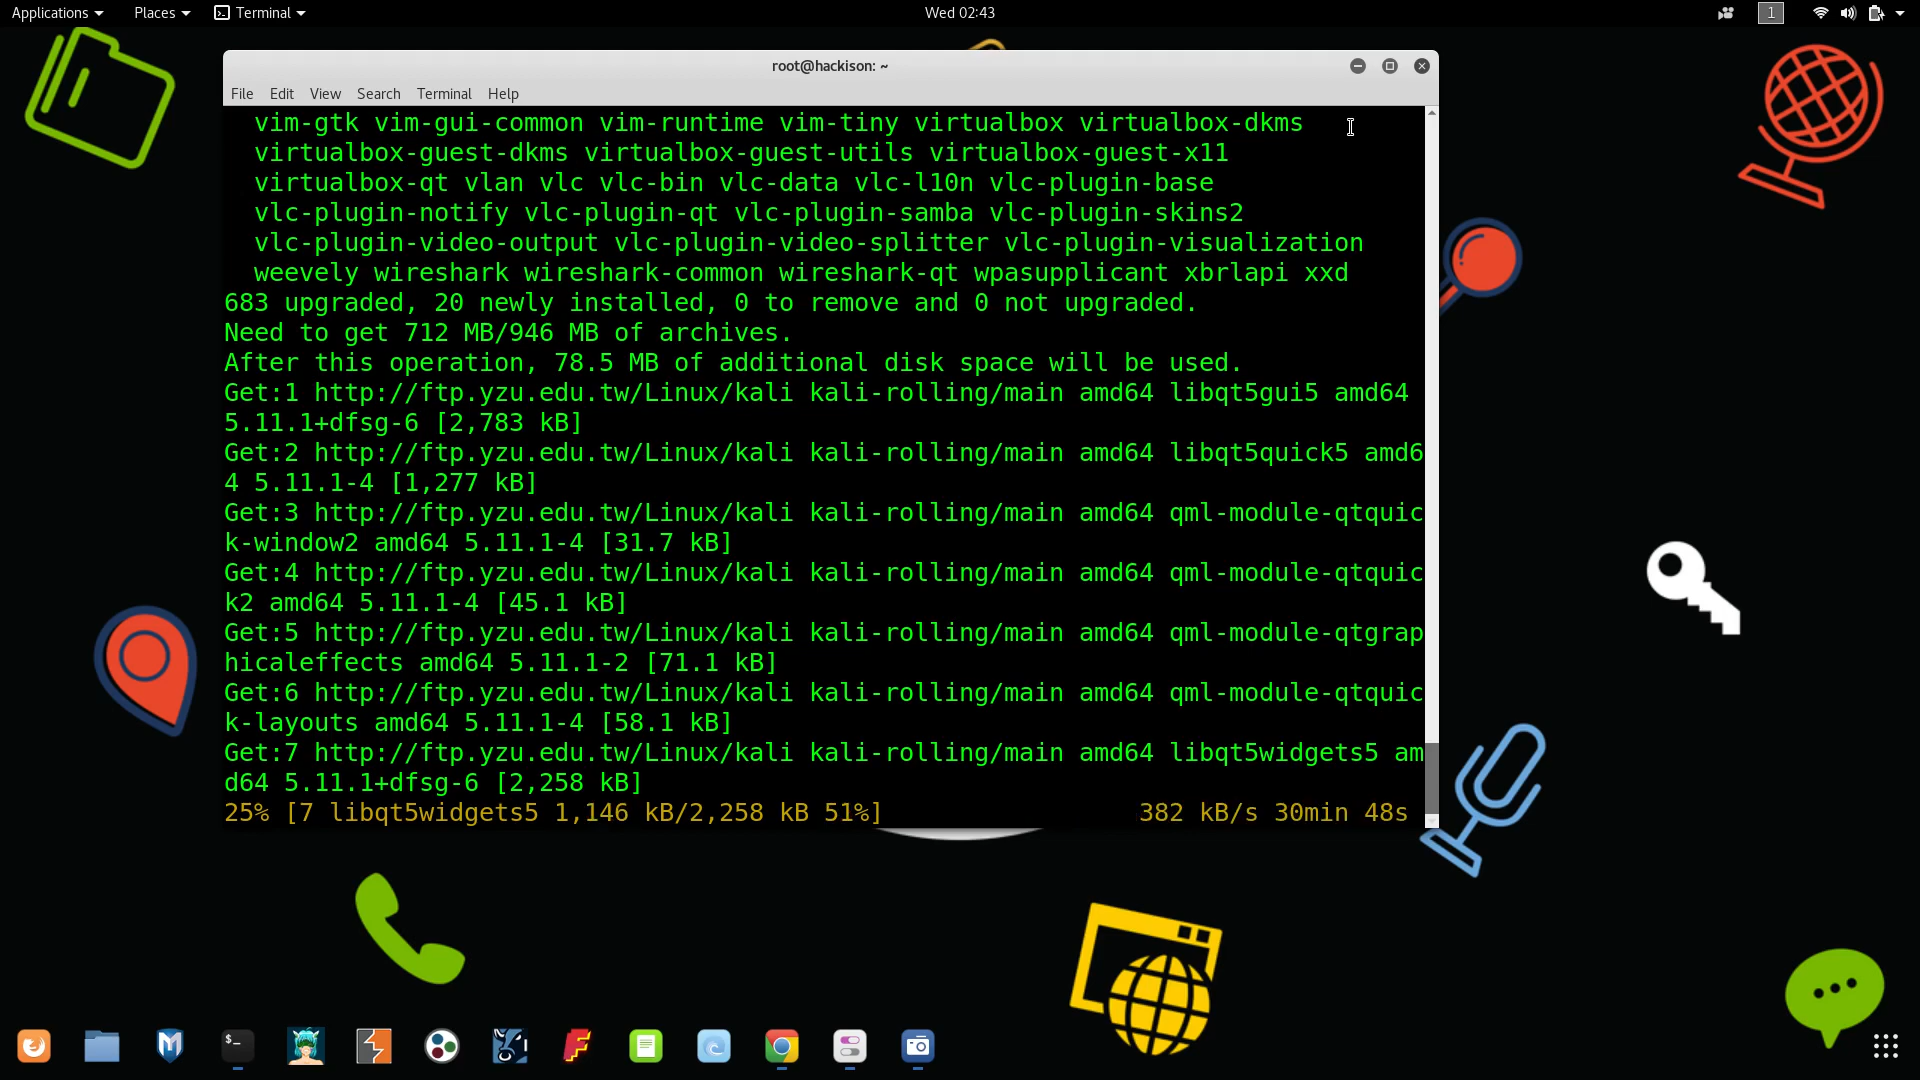 Applications Places Terminal Wed 02:43 1
root@hackison: ~
File Edit View Search Terminal Help
vim-gtk vim-gui-common vim-runtime vim-tiny virtualbox virtualbox-dkms
virtualbox-guest-dkms virtualbox-guest-utils virtualbox-guest-x11
virtualbox-qt vlan vlc vlc-bin vlc-data vlc-l10n vlc-plugin-base
vlc-plugin-notify vlc-plugin-qt vlc-plugin-samba vlc-plugin-skins2
vlc-plugin-video-output vlc-plugin-video-splitter vlc-plugin-visualization
weevely wireshark wireshark-common wireshark-qt wpasupplicant xbrlapi xxd
683 upgraded, 20 newly installed, 0 to remove and 0 not upgraded.
Need to get 712 MB/946 MB of archives.
After this operation, 78.5 MB of additional disk space will be used.
Get:1 http://ftp.yzu.edu.tw/Linux/kali kali-rolling/main amd64 libqt5gui5 amd64
5.11.1+dfsg-6 [2,783 kB]
Get:2 http://ftp.yzu.edu.tw/Linux/kali kali-rolling/main amd64 libqt5quick5 amd6
4 5.11.1-4 [1,277 kB]
Get:3 http://ftp.yzu.edu.tw/Linux/kali kali-rolling/main amd64 qml-module-qtquic
k-window2 amd64 5.11.1-4 [31.7 kB]
Get:4 http://ftp.yzu.edu.tw/Linux/kali kali-rolling/main amd64 qml-module-qtquic
k2 amd64 5.11.1-4 [45.1 kB]
Get:5 http://ftp.yzu.edu.tw/Linux/kali kali-rolling/main amd64 qml-module-qtgrap
hicaleffects amd64 5.11.1-2 [71.1 kB]
Get:6 http://ftp.yzu.edu.tw/Linux/kali kali-rolling/main amd64 qml-module-qtquic
k-layouts amd64 5.11.1-4 [58.1 kB]
Get:7 http://ftp.yzu.edu.tw/Linux/kali kali-rolling/main amd64 libqt5widgets5 am
d64 5.11.1+dfsg-6 [2,258 kB]
25% [7 libqt5widgets5 1,146 kB/2,258 kB 51%] 382 kB/s 30min 48s